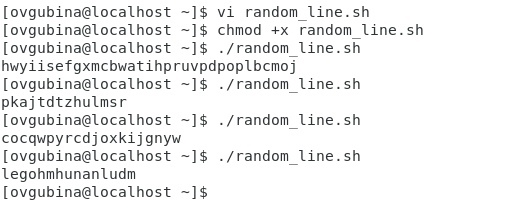 [ovgubina@localhost ~]$ vi random_line.sh
[ovgubina@localhost ~]$ chmod +x random_line.sh
[ovgubina@localhost ~]$ ./random_line.sh
hwyiisefgxmcbwatihpruvpdpoplbcmoj
[ovgubina@localhost ~]$ ./random_line.sh
pkajtdtzhulmsr
[ovgubina@localhost ~]$ ./random_line.sh
cocqwpyrcdjoxkijgnyw
[ovgubina@localhost ~]$ ./random_line.sh
legohmhunanludm
[ovgubina@localhost ~]$